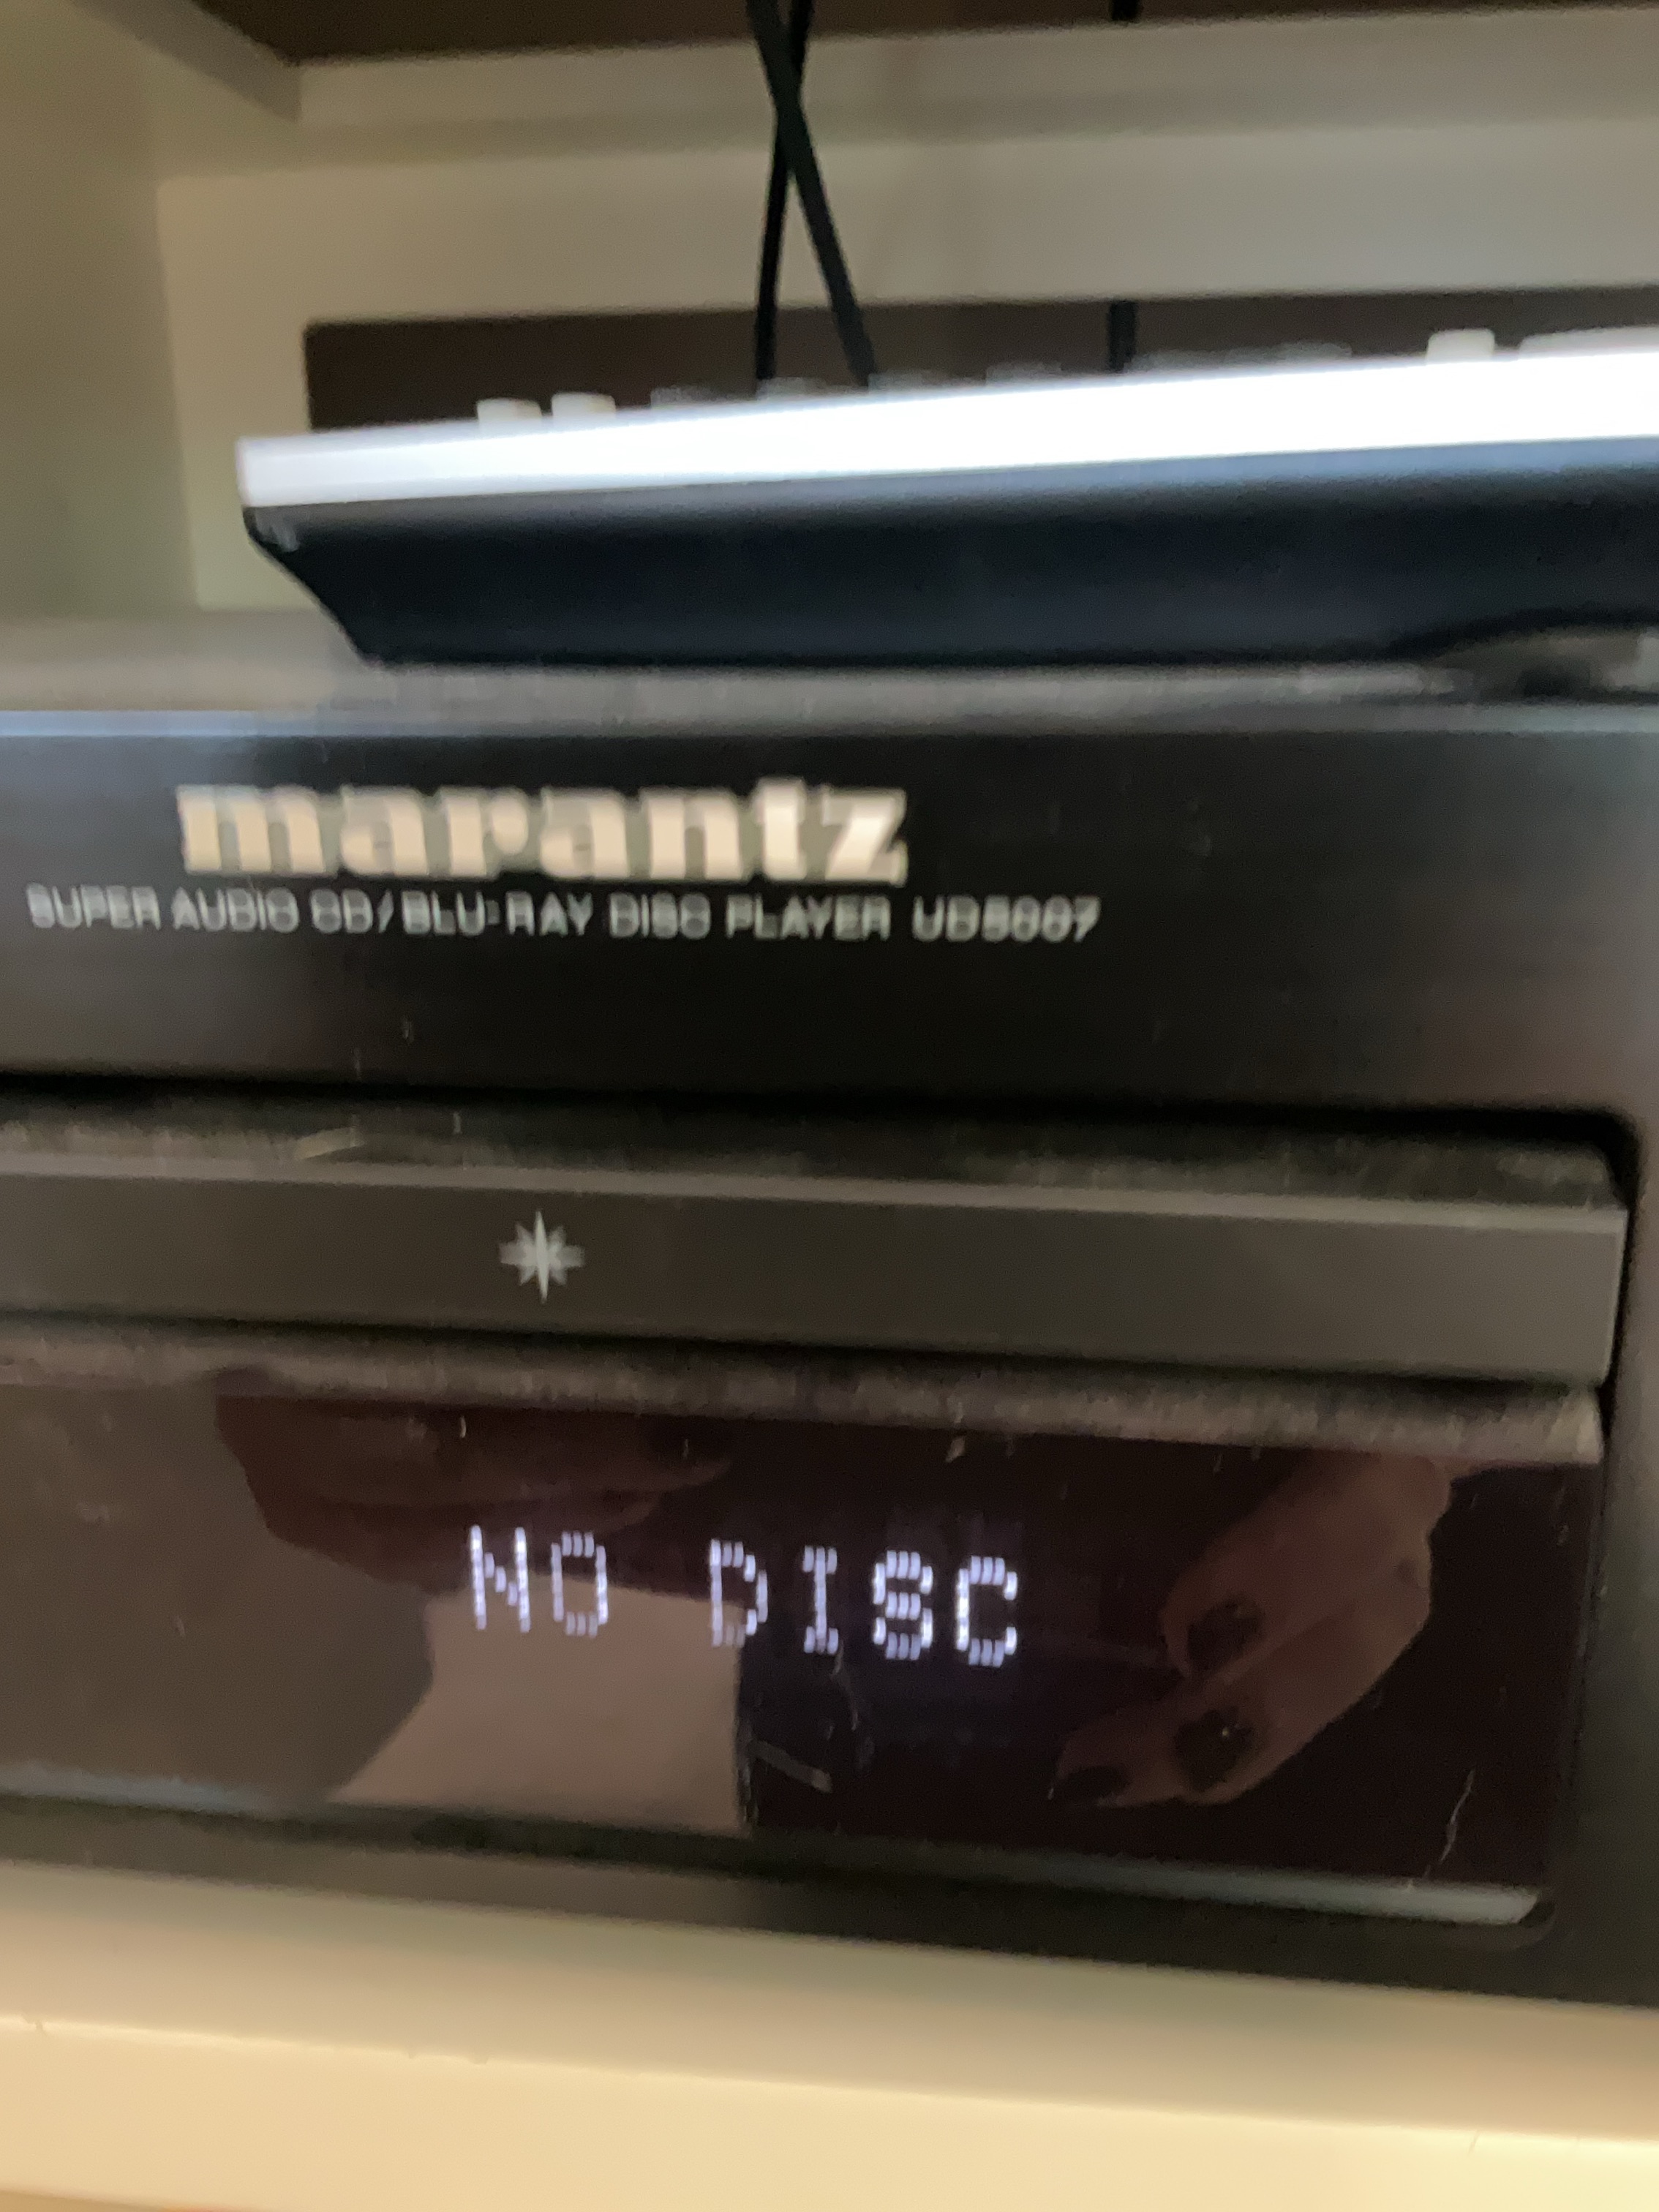 marantz
SUPER AUDIO CD/BLU-RAY DISC PLAYER UD5007
NO DISC